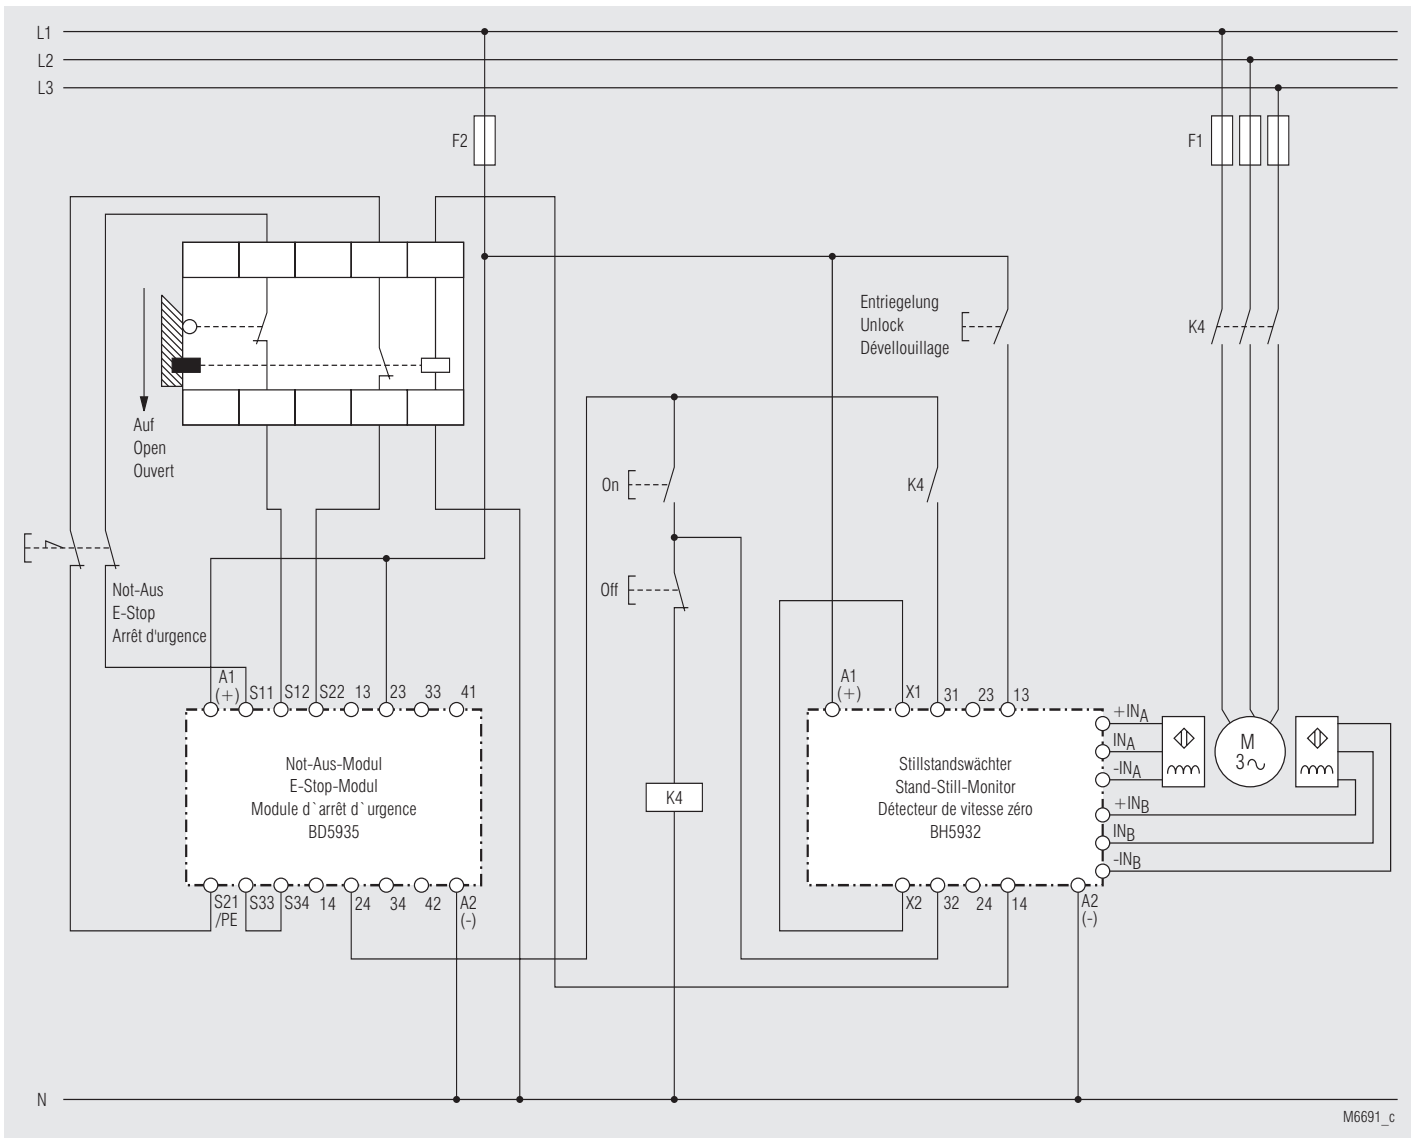 L1
L2
L3
F2
F1
Entriegelung
Unlock
Dévellouillage
K4
Auf
Open
Ouvert
On
K4
Not-Aus
E-Stop
Arrêt d'urgence
Off
A1
(+)
S11
S12
S22
13
23
33
41
A1
(+)
X1
31
23
13
+INA
INA
-INA
+INB
INB
-INB
M
3~
Not-Aus-Modul
E-Stop-Modul
Module d`arrêt d`urgence
BD5935
K4
Stillstandswächter
Stand-Still-Monitor
Détecteur de vitesse zéro
BH5932
S21
/PE
S33
S34
14
24
34
42
A2
(-)
X2
32
24
14
A2
(-)
N
M6691_c